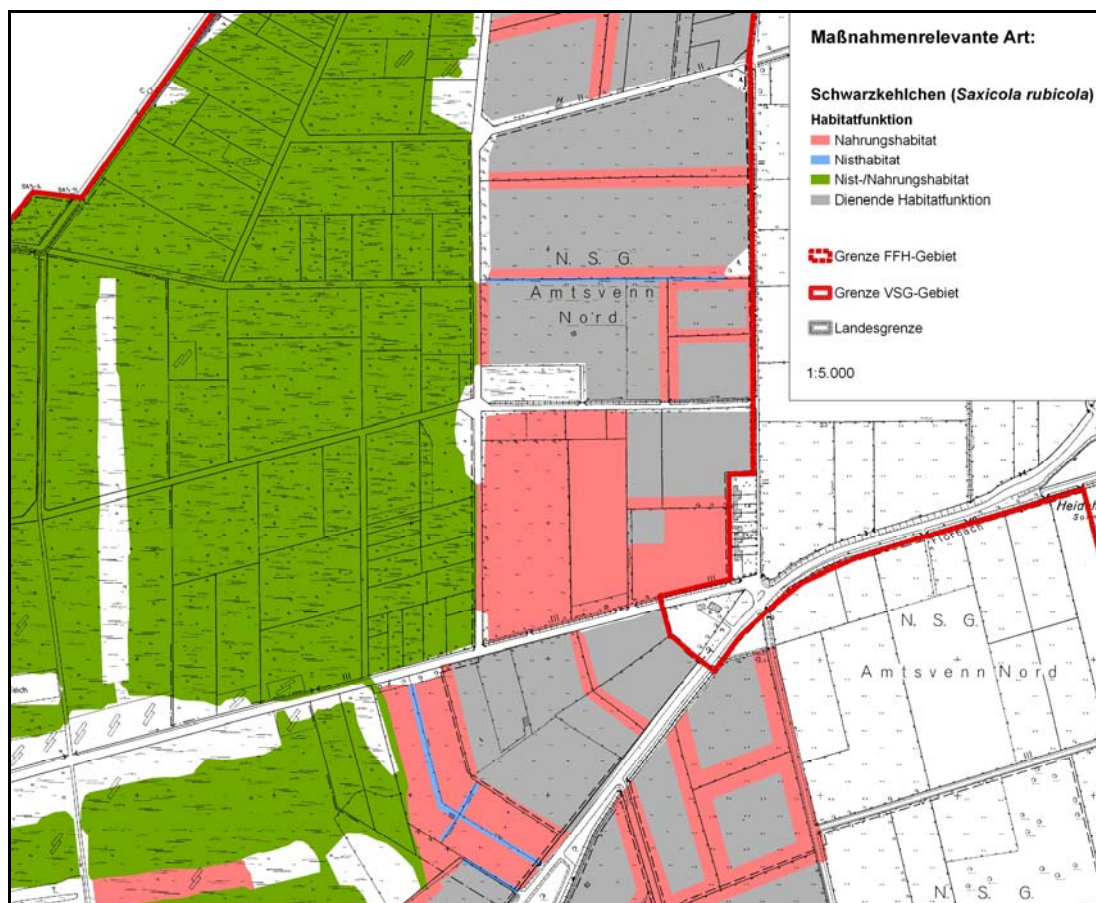 Maßnahmenrelevante Art:
Schwarzkehlchen (Saxicola rubicola)
Habitatfunktion
Nahrungshabitat
Nisthabitat
Nist-/Nahrungshabitat
Dienende Habitatfunktion
Grenze FFH-Gebiet
Grenze VSG-Gebiet
Landesgrenze
1:5.000
N. S. G.
Amtsvenn
Nord
Flörbach
N. S. G.
Amtsvenn Nord
N. S. G.